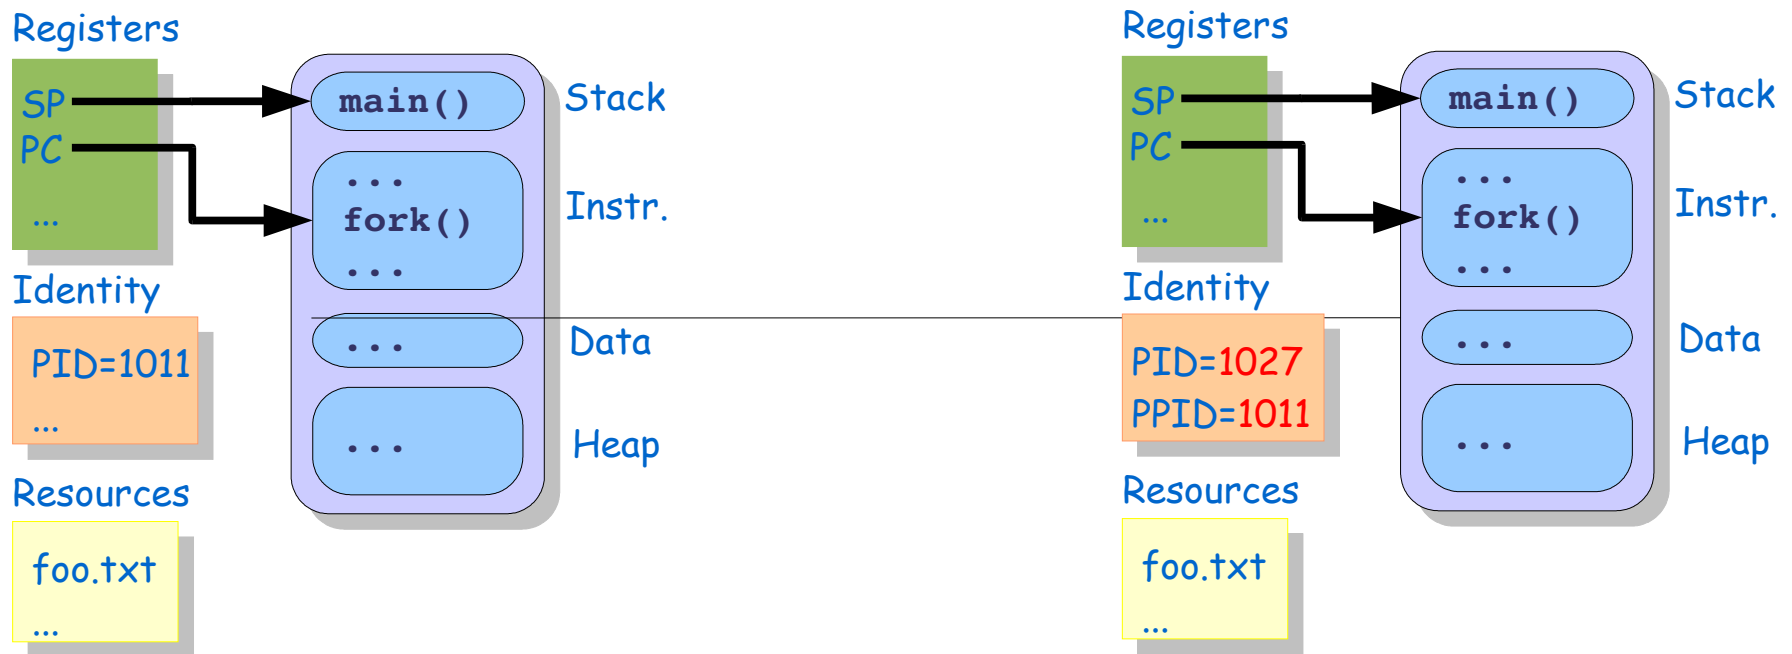 Registers
SP
PC
...
main()
Stack
...
fork()
...
Instr.
Identity
PID=1011
...
...
Data
...
Heap
Resources
foo.txt
...
Registers
SP
PC
...
main()
Stack
...
fork()
...
Instr.
Identity
PID=1027
PPID=1011
...
Data
...
Heap
Resources
foo.txt
...